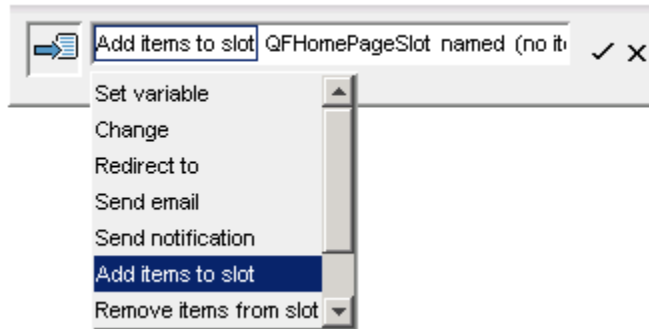 Add items to slot QFHomePageSlot named (no
Set variable
Change
Redirect to
Send email
Send notification
Add items to slot
Remove items from slot